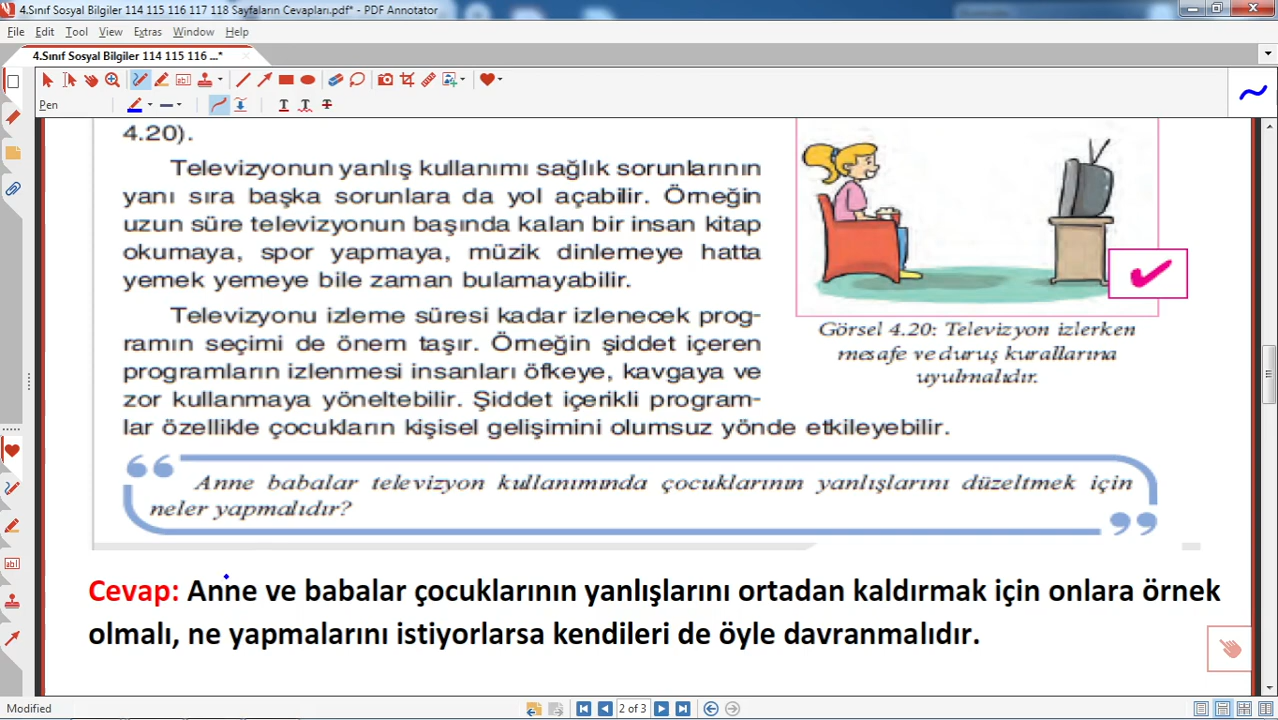 4.Sınıf Sosyal Bilgiler 114 115 116 117 118 Sayfaların Cevapları.pdf* - PDF Annotator
File Edit Tool View Extras Window Help
4.Sınıf Sosyal Bilgiler 114 115 116 ...*
Pen
4.20).
Televizyonun yanlış kullanımı sağlık sorunlarının
yanı sıra başka sorunlara da yol açabilir. Örneğin
uzun süre televizyonun başında kalan bir insan kitap
okumaya, spor yapmaya, müzik dinlemeye hatta
yemek yemeye bile zaman bulamayabilir.
Televizyonu izleme süresi kadar izlenecek prog-
ramın seçimi de önem taşır. Örneğin şiddet içeren
programların izlenmesi insanları öfkeye, kavgaya ve
zor kullanmaya yöneltebilir. Şiddet içerikli program-
lar özellikle çocukların kişisel gelişimini olumsuz yönde etkileyebilir.
Görsel 4.20: Televizyon izlerken
mesafe ve duruş kurallarına
uyulmalıdır.
Anne babalar televizyon kullanımında çocuklarının yanlışlarını düzeltmek için
neler yapmalıdır?
Cevap: Anne ve babalar çocuklarının yanlışlarını ortadan kaldırmak için onlara örnek
olmalı, ne yapmalarını istiyorlarsa kendileri de öyle davranmalıdır.
Modified
2 of 3